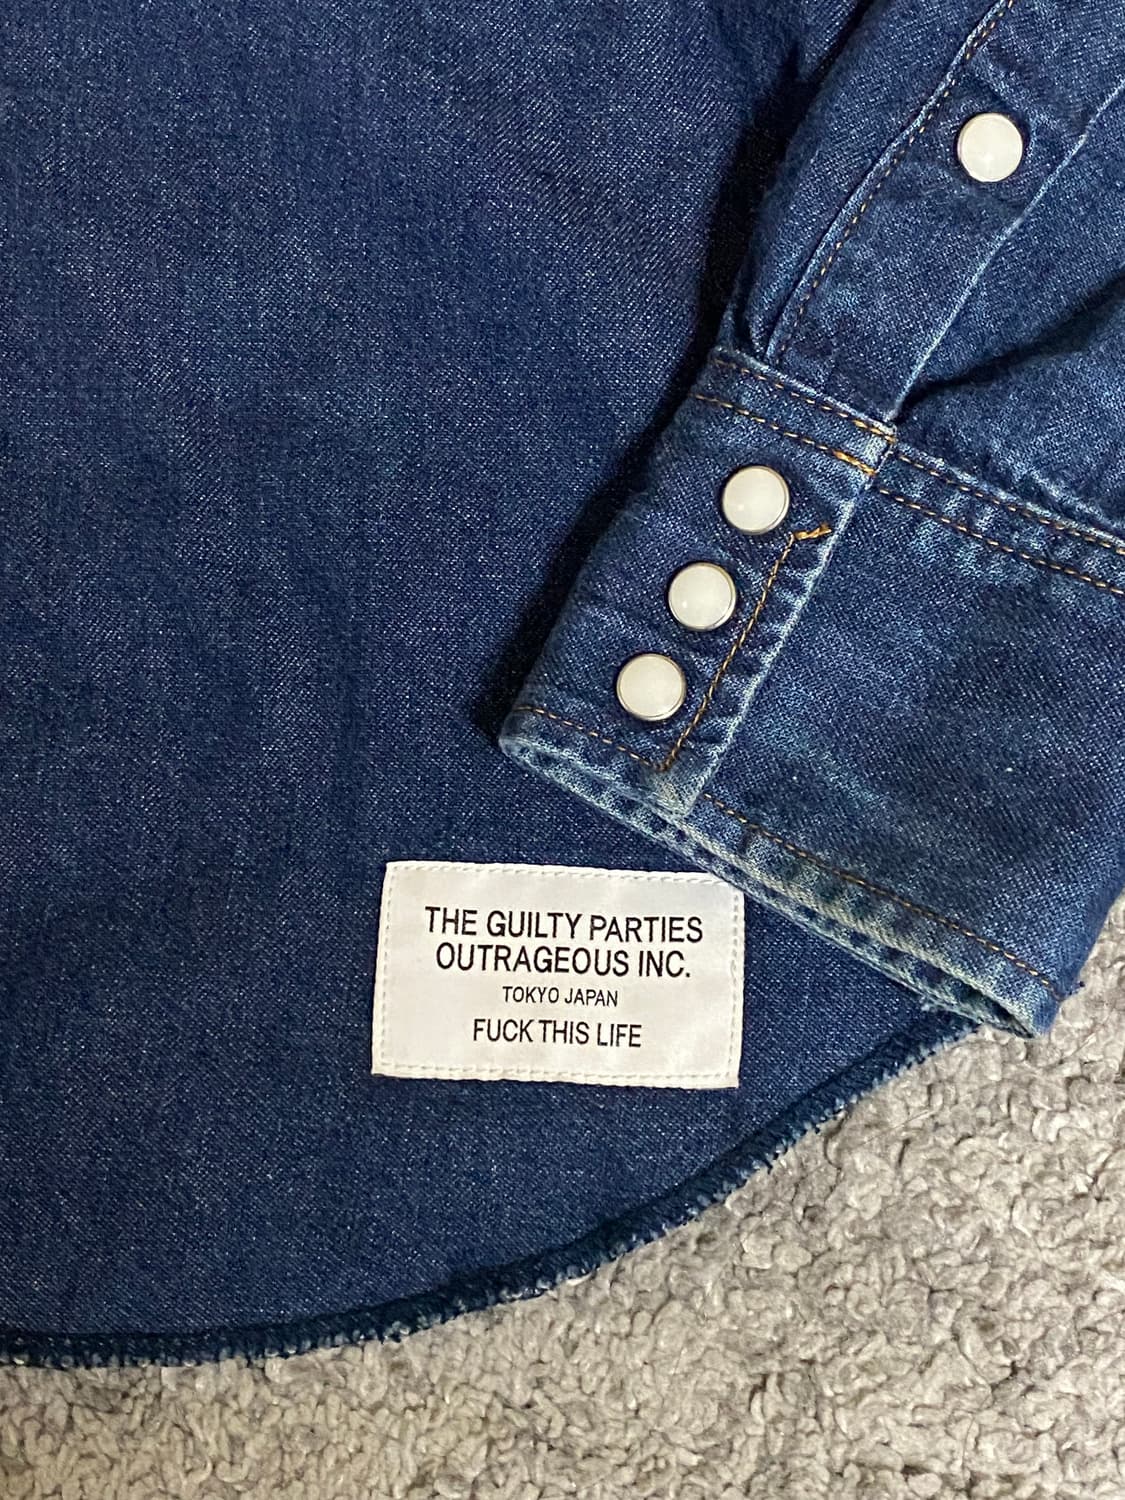 THE GUILTY PARTIES
OUTRAGEOUS INC.
TOKYO JAPAN
FUCK THIS LIFE